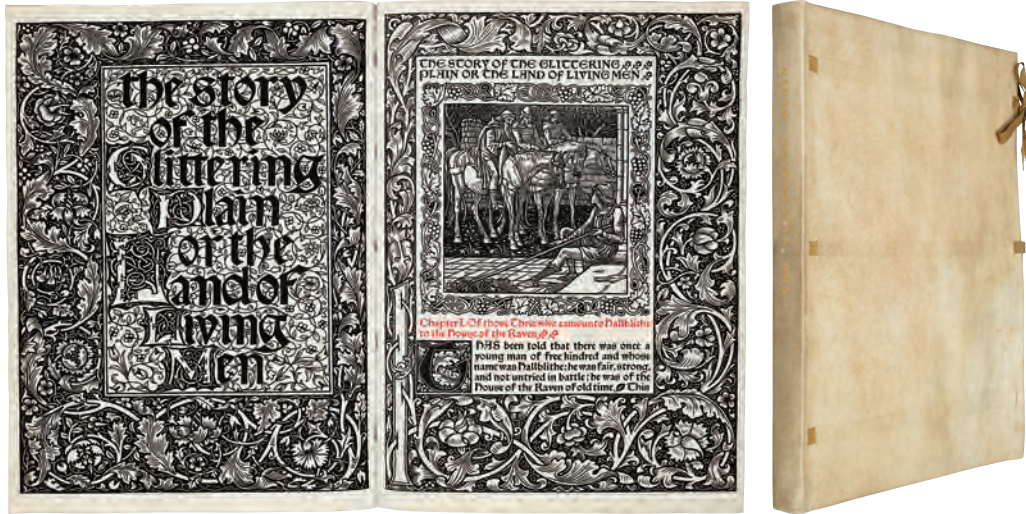 the story
of the
Glittering
Plain
or the
Land of
Living
Men
THE STORY OF THE GLITTERING
PLAIN OR THE LAND OF LIVING MEN
Chapter I. Of those Three who came unto Hallblithe
to the House of the Raven
IT HAS been told that there was once a
young man of free kindred and whose
name was Hallblithe: he was fair, strong,
and not untried in battle; he was of the
House of the Raven of old time. This